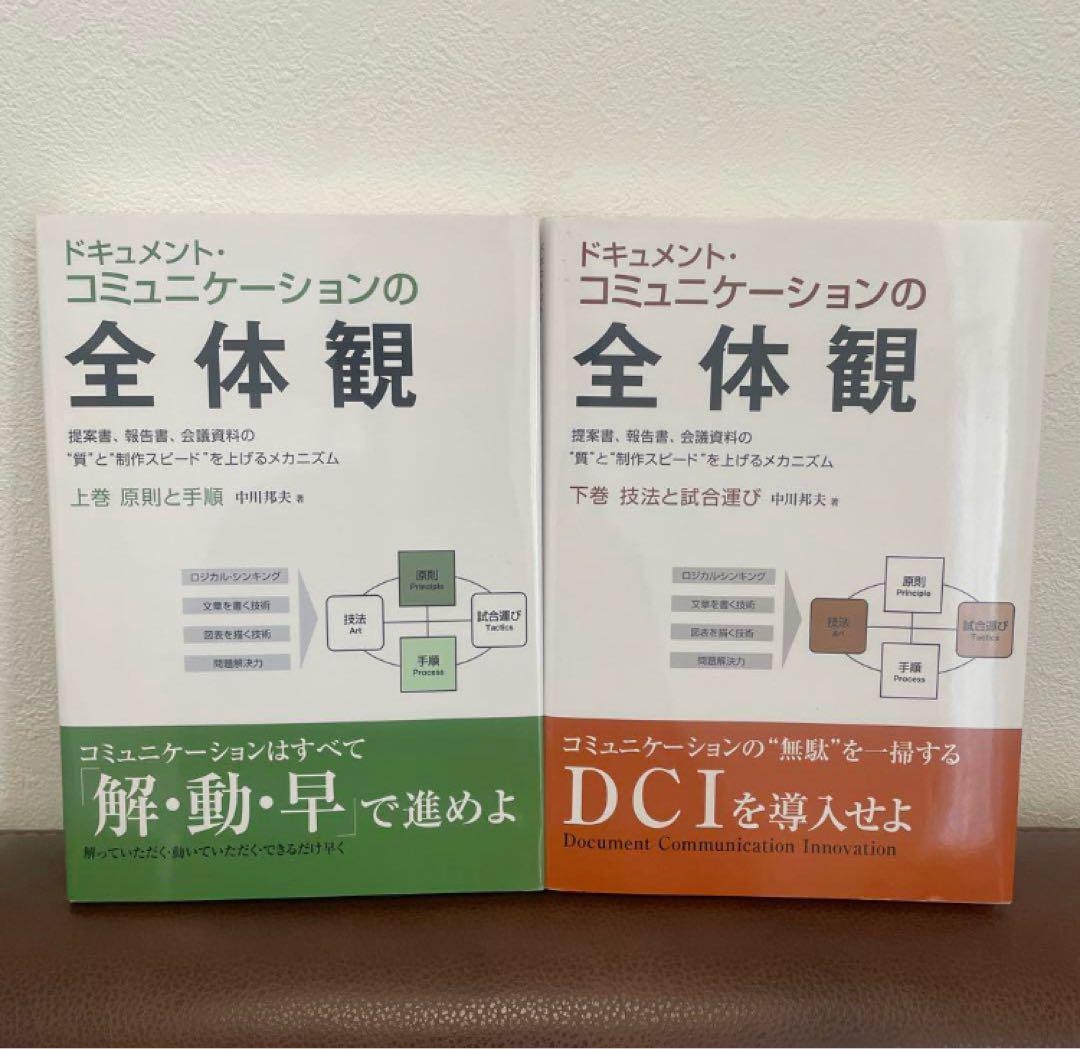 ドキュメント・
コミュニケーションの
全体観
提案書、報告書、会議資料の
“質”と“制作スピード”を上げるメカニズム
上巻 原則と手順 中川邦夫 著
ロジカル・シンキング
文章を書く技術
図表を描く技術
問題解決力
原則
Principle
技法
Art
試合運び
Tactics
手順
Process
コミュニケーションはすべて
「解・動・早」で進めよ
解っていただく・動いていただく・できるだけ早く
ドキュメント・
コミュニケーションの
全体観
提案書、報告書、会議資料の
“質”と“制作スピード”を上げるメカニズム
下巻 技法と試合運び 中川邦夫 著
ロジカル・シンキング
文章を書く技術
図表を描く技術
問題解決力
原則
Principle
技法
Art
試合運び
Tactics
手順
Process
コミュニケーションの“無駄”を一掃する
DCIを導入せよ
Document Communication Innovation